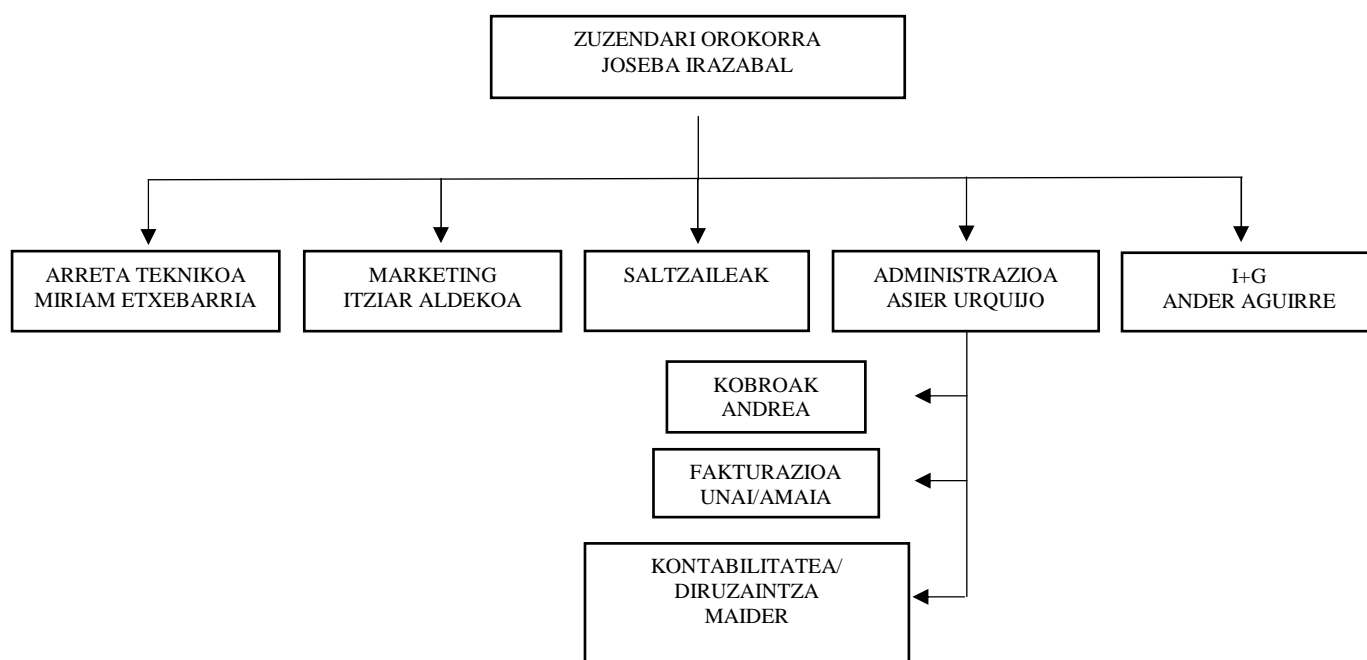 ZUZENDARI OROKORRA
JOSEBA IRAZABAL
ARRETA TEKNIKOA
MIRIAM ETXEBARRIA
MARKETING
ITZIAR ALDEKOA
SALTZAILEAK
ADMINISTRAZIOA
ASIER URQUIJO
I+G
ANDER AGUIRRE
KOBROAK
ANDREA
FAKTURAZIOA
UNAI/AMAIA
KONTABILITATEA/
DIRUZAINTZA
MAIDER